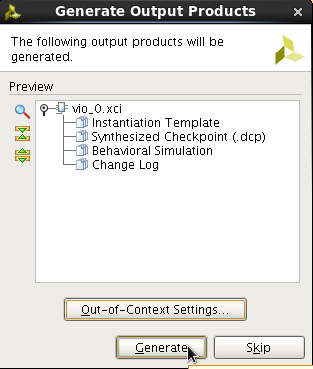 Generate Output Products
The following output products will be
generated.
Preview
vio_0.xci
Instantiation Template
Synthesized Checkpoint (.dcp)
Behavioral Simulation
Change Log
Out-of-Context Settings...
Generate
Skip